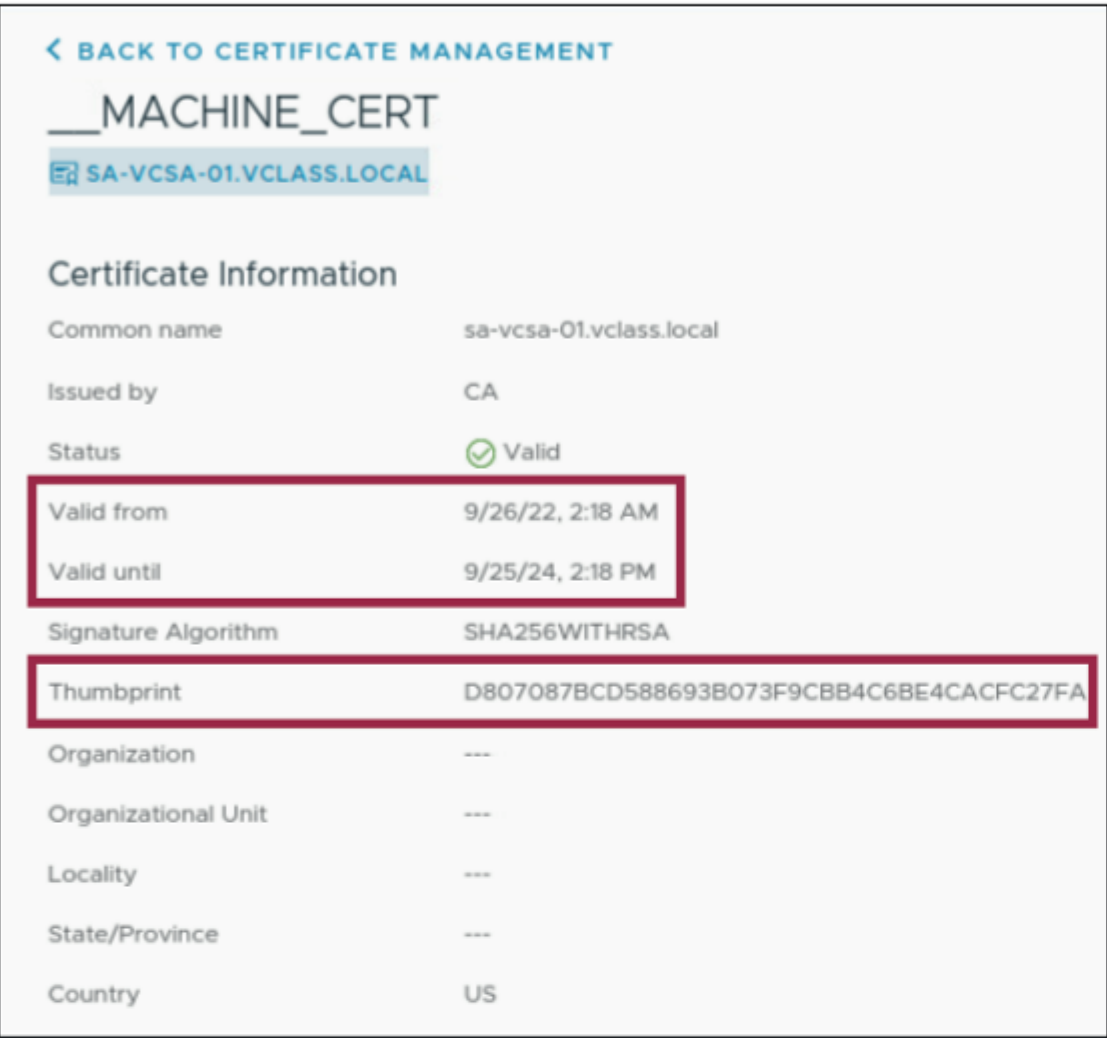 BACK TO CERTIFICATE MANAGEMENT
__MACHINE_CERT
SA-VCSA-01.VCLASS.LOCAL
Certificate Information
Common name sa-vcsa-01.vclass.local
Issued by CA
Status Valid
Valid from 9/26/22, 2:18 AM
Valid until 9/25/24, 2:18 PM
Signature Algorithm SHA256WITHRSA
Thumbprint D807087BCD588693B073F9CBB4C6BE4CACFC27FA
Organization ---
Organizational Unit ---
Locality ---
State/Province ---
Country US